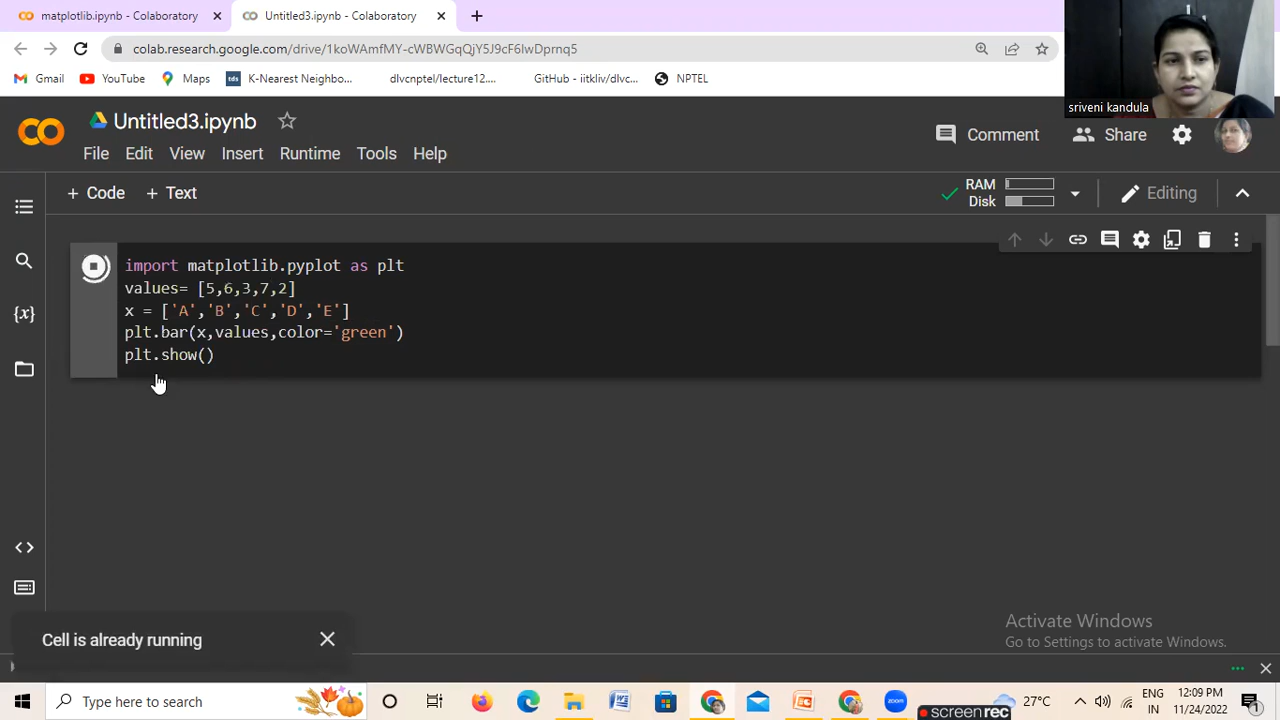 matplotlib.ipynb - Colaboratory
Untitled3.ipynb - Colaboratory
colab.research.google.com/drive/1koWAmfMY-cWBWGqQjY5J9cF6IwDprnq5
Gmail
YouTube
Maps
tds
K-Nearest Neighbo...
dlvcnptel/lecture12....
GitHub - iitkliv/dlvc...
NPTEL
sriveni kandula
Untitled3.ipynb
Comment
Share
File
Edit
View
Insert
Runtime
Tools
Help
+ Code
+ Text
RAM
Disk
Editing
import matplotlib.pyplot as plt
values= [5,6,3,7,2]
x = ['A','B','C','D','E']
plt.bar(x,values,color='green')
plt.show()
{x}
Cell is already running
Activate Windows
Go to Settings to activate Windows.
Type here to search
27°C
ENG
IN
12:09 PM
11/24/2022
screenrec